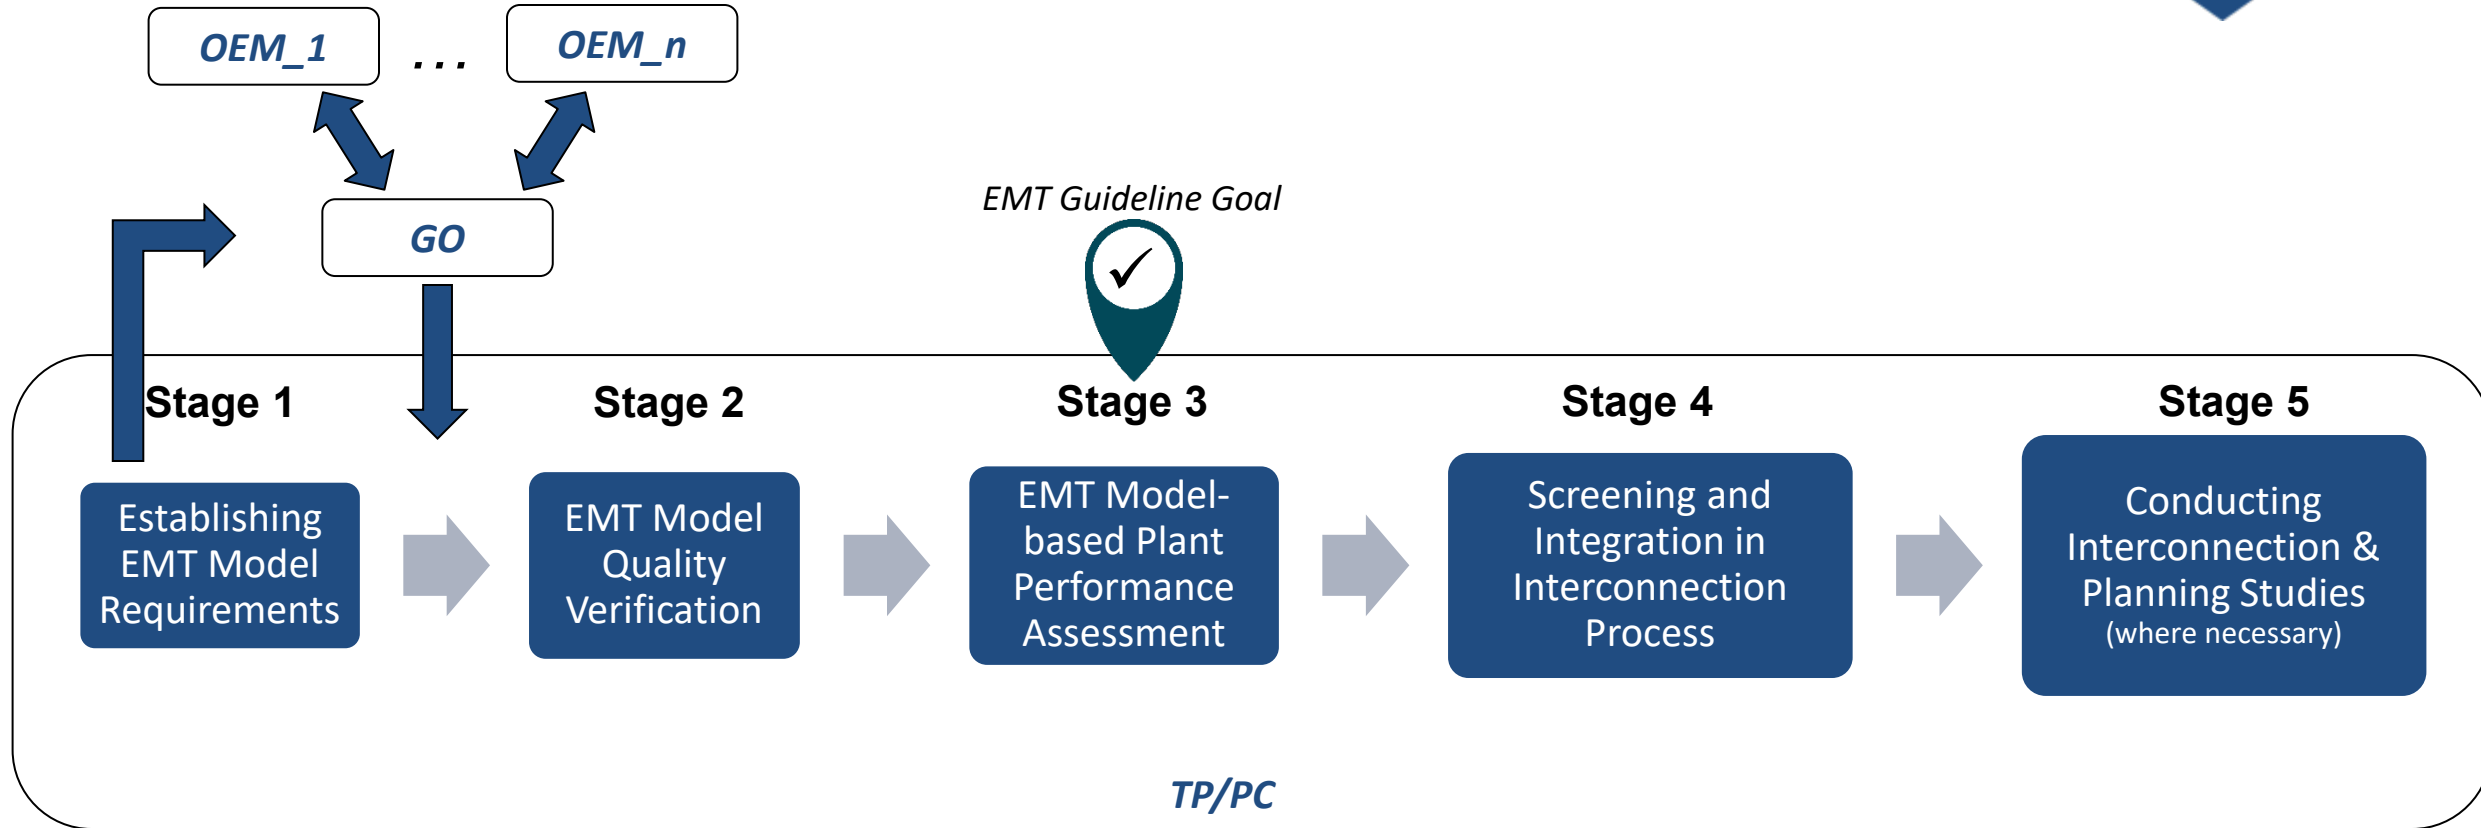 OEM_1
...
OEM_n
GO
EMT Guideline Goal
Stage 1
Stage 2
Stage 3
Stage 4
Stage 5
Establishing
EMT Model
Requirements
EMT Model
Quality
Verification
EMT Model-
based Plant
Performance
Assessment
Screening and
Integration in
Interconnection
Process
Conducting
Interconnection &
Planning Studies
(where necessary)
TP/PC